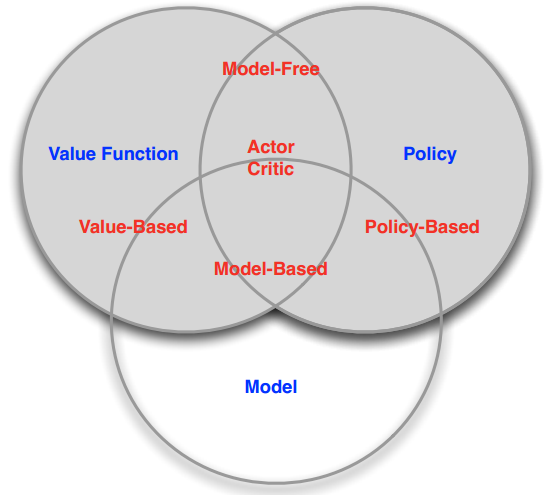 Model-Free
Actor
Critic
Value Function
Policy
Value-Based
Policy-Based
Model-Based
Model